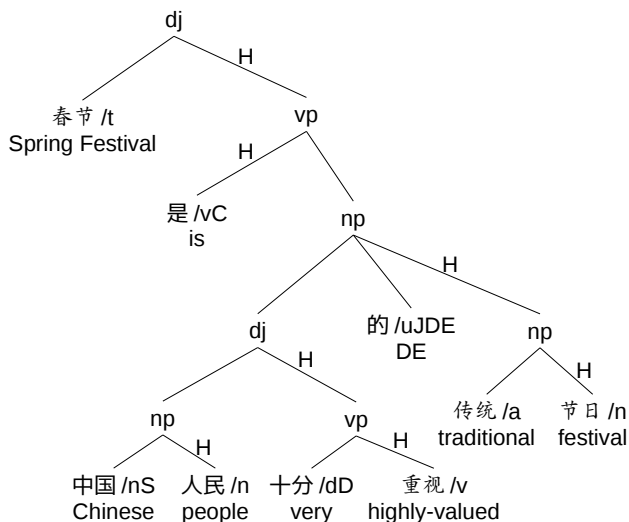 dj
H
春节 /t
Spring Festival
vp
H
是 /vC
is
np
H
dj
的 /uJDE
DE
np
H
H
np
vp
传统 /a
traditional
节日 /n
festival
H
H
中国 /nS
Chinese
人民 /n
people
十分 /dD
very
重视 /v
highly-valued